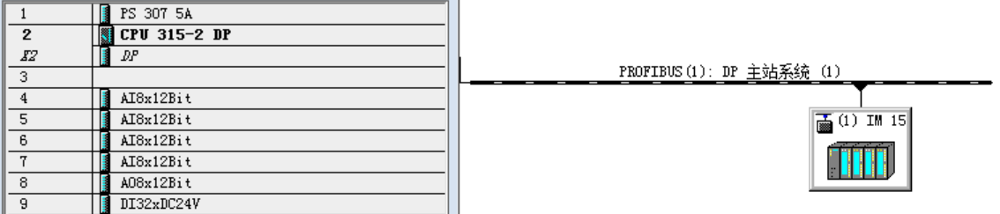 1 PS 307 5A
2 CPU 315-2 DP
X2 DP
3
4 AI8x12Bit
5 AI8x12Bit
6 AI8x12Bit
7 AI8x12Bit
8 AO8x12Bit
9 DI32xDC24V
PROFIBUS(1): DP 主站系统 (1)
(1) IM 15